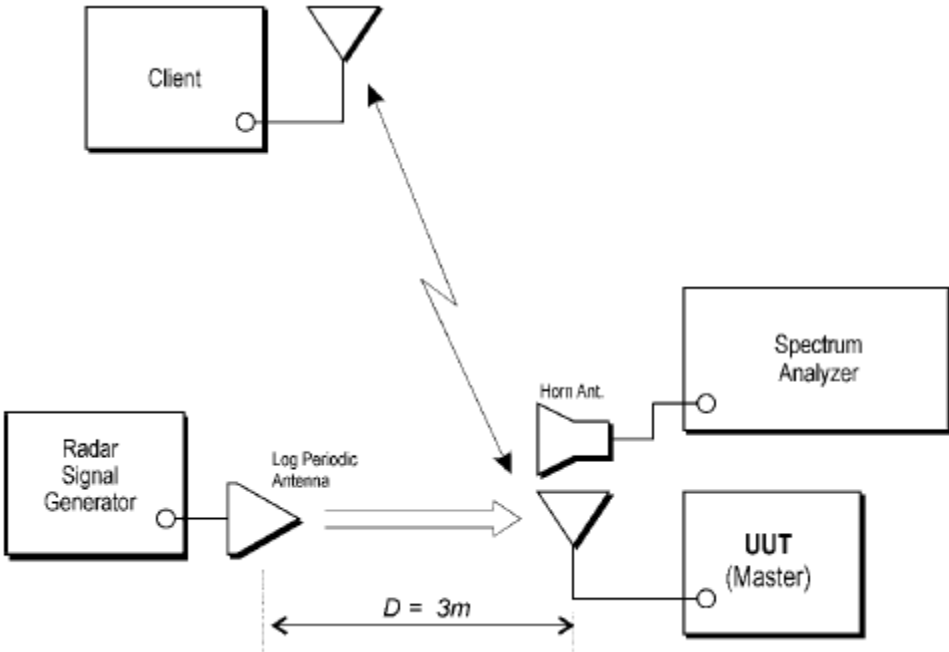 Client
Spectrum
Analyzer
Horn Ant.
Radar
Signal
Generator
Log Periodic
Antenna
UUT
(Master)
D = 3m